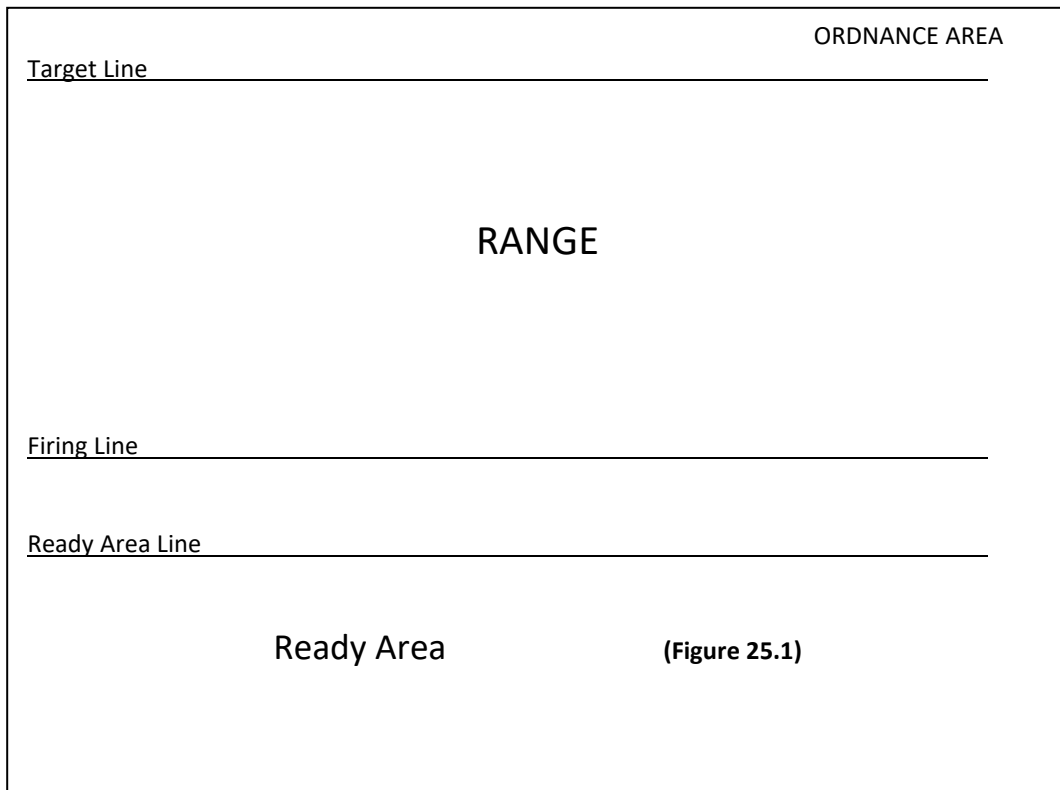 ORDNANCE AREA
Target Line
RANGE
Firing Line
Ready Area Line
Ready Area (Figure 25.1)